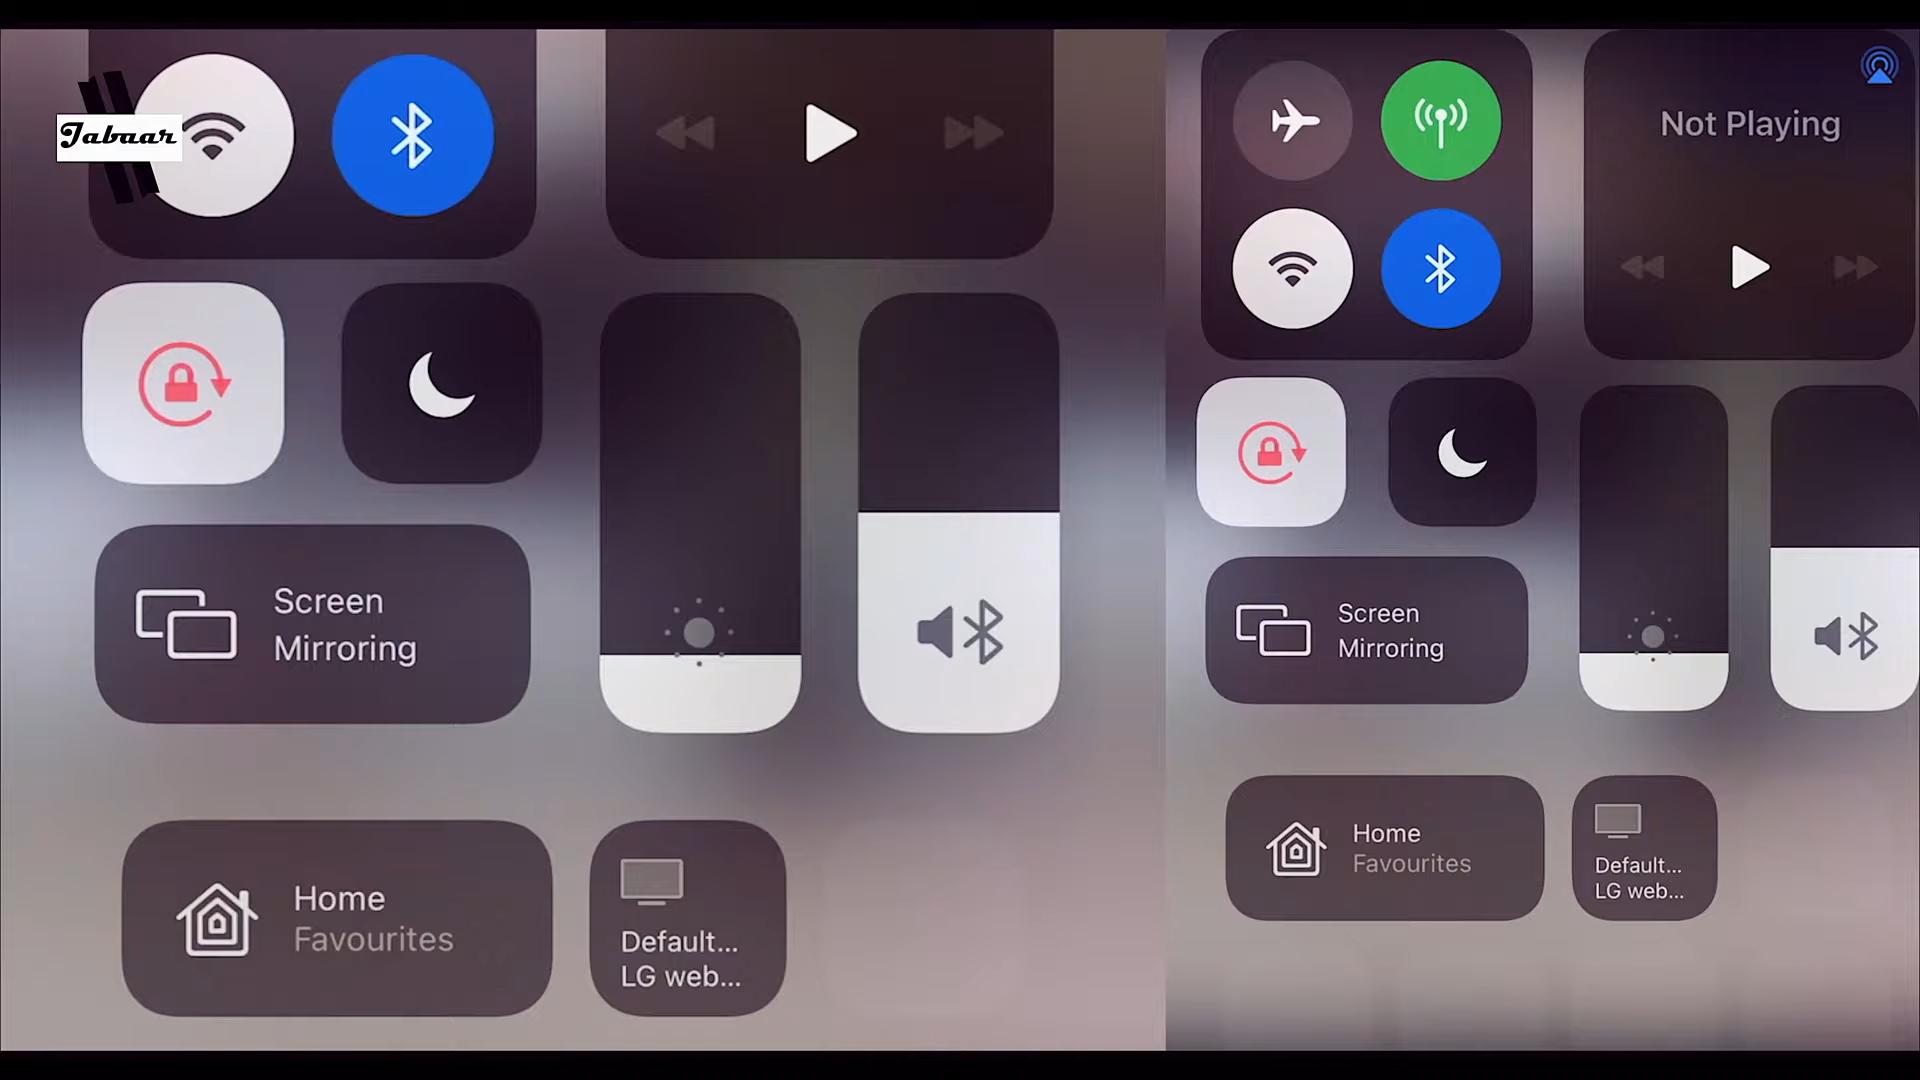 Jabaar
Screen
Mirroring
Home
Favourites
Default...
LG web...
Not Playing
Screen
Mirroring
Home
Favourites
Default...
LG web...